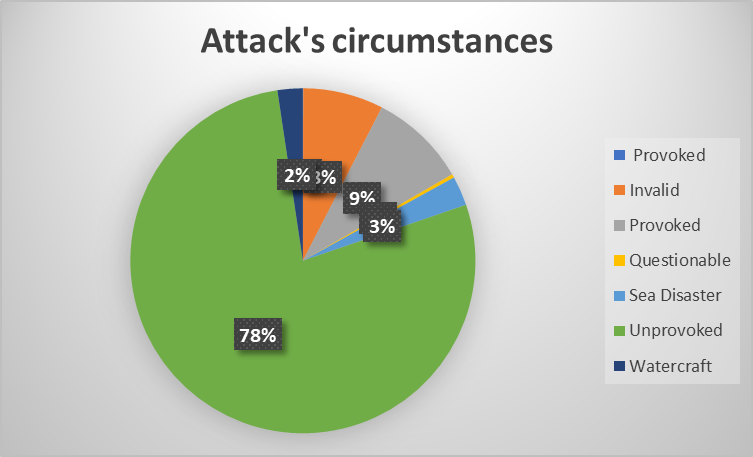 Attack's circumstances
2%
9%
3%
78%
Provoked
Invalid
Provoked
Questionable
Sea Disaster
Unprovoked
Watercraft